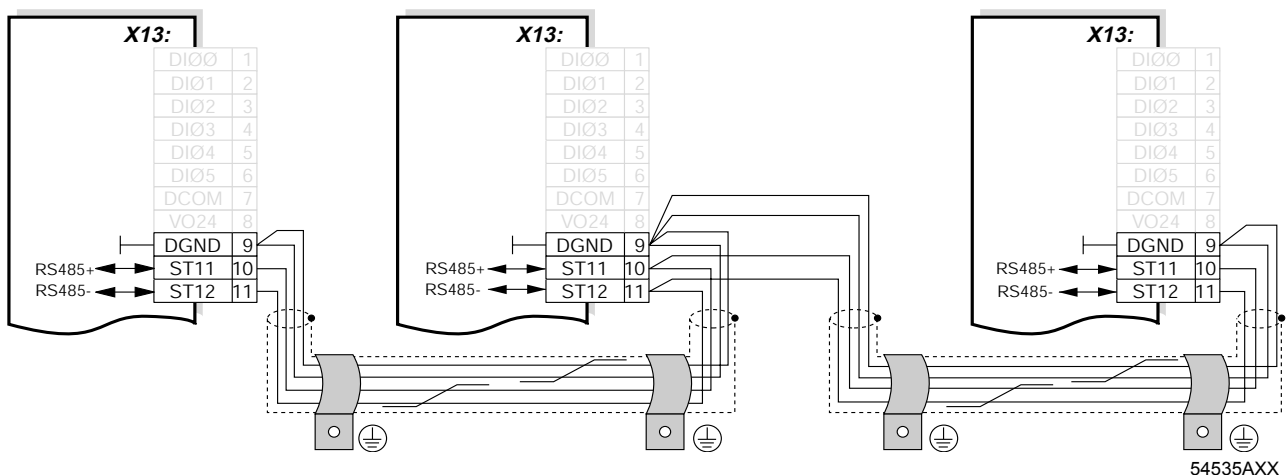 X13:
DIØØ 1
DIØ1 2
DIØ2 3
DIØ3 4
DIØ4 5
DIØ5 6
DCOM 7
VO24 8
DGND 9
RS485+ ST11 10
RS485- ST12 11
X13:
DIØØ 1
DIØ1 2
DIØ2 3
DIØ3 4
DIØ4 5
DIØ5 6
DCOM 7
VO24 8
DGND 9
RS485+ ST11 10
RS485- ST12 11
X13:
DIØØ 1
DIØ1 2
DIØ2 3
DIØ3 4
DIØ4 5
DIØ5 6
DCOM 7
VO24 8
DGND 9
RS485+ ST11 10
RS485- ST12 11
54535AXX